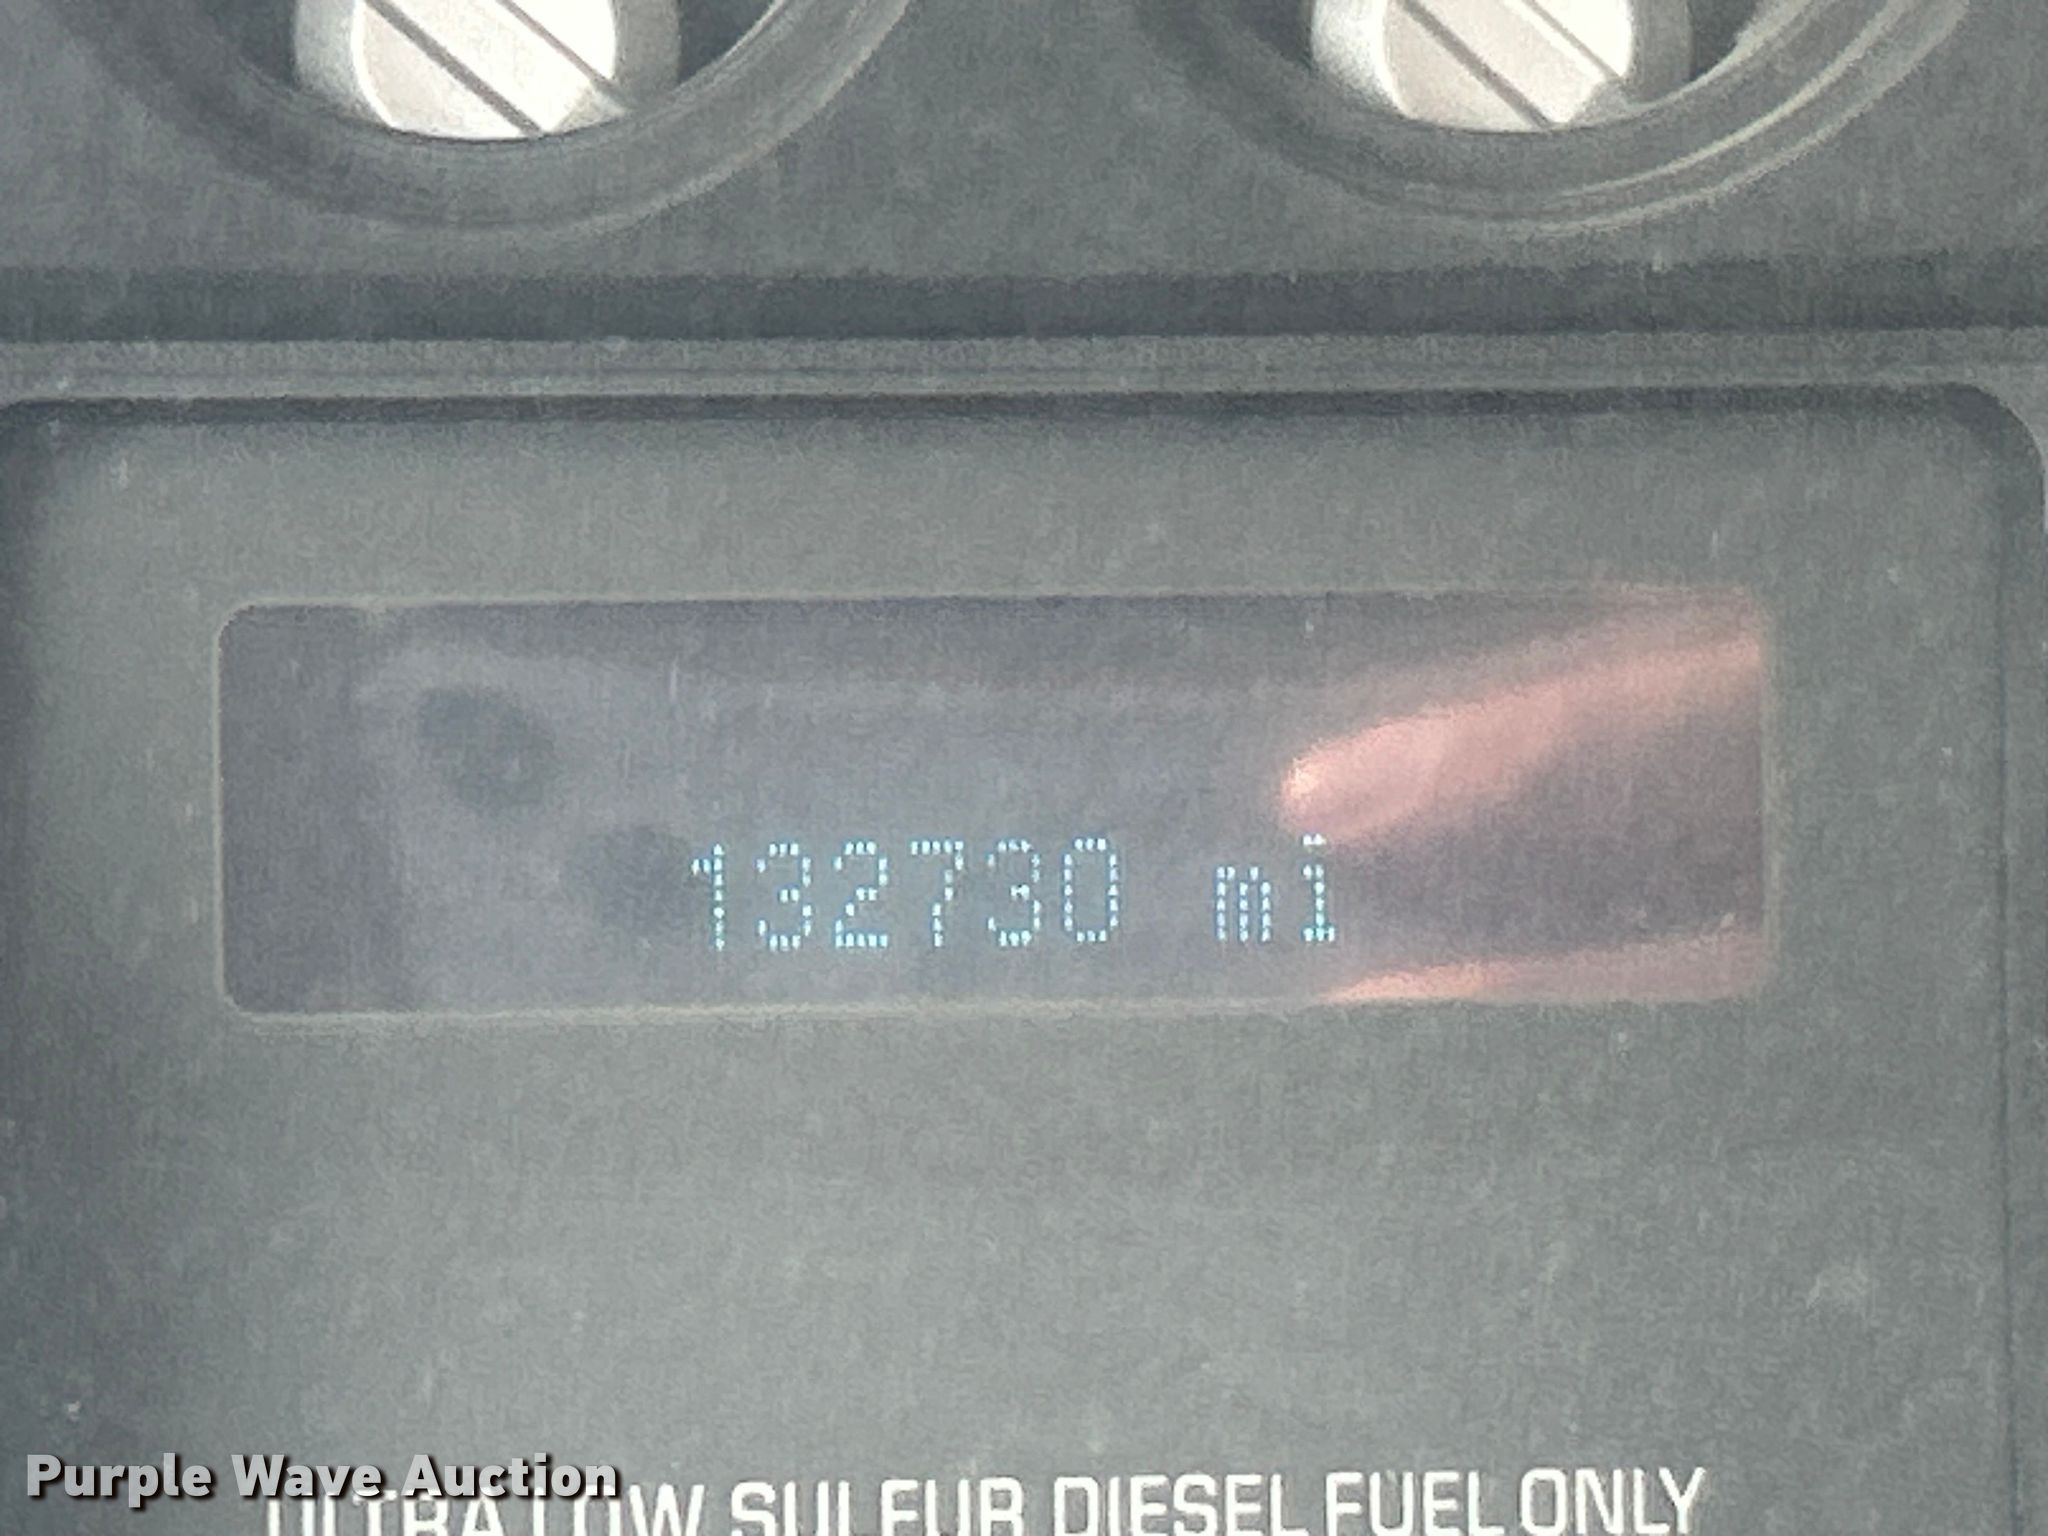 132730 mi
Purple Wave Auction
ULTRA LOW SULFUR DIESEL FUEL ONLY